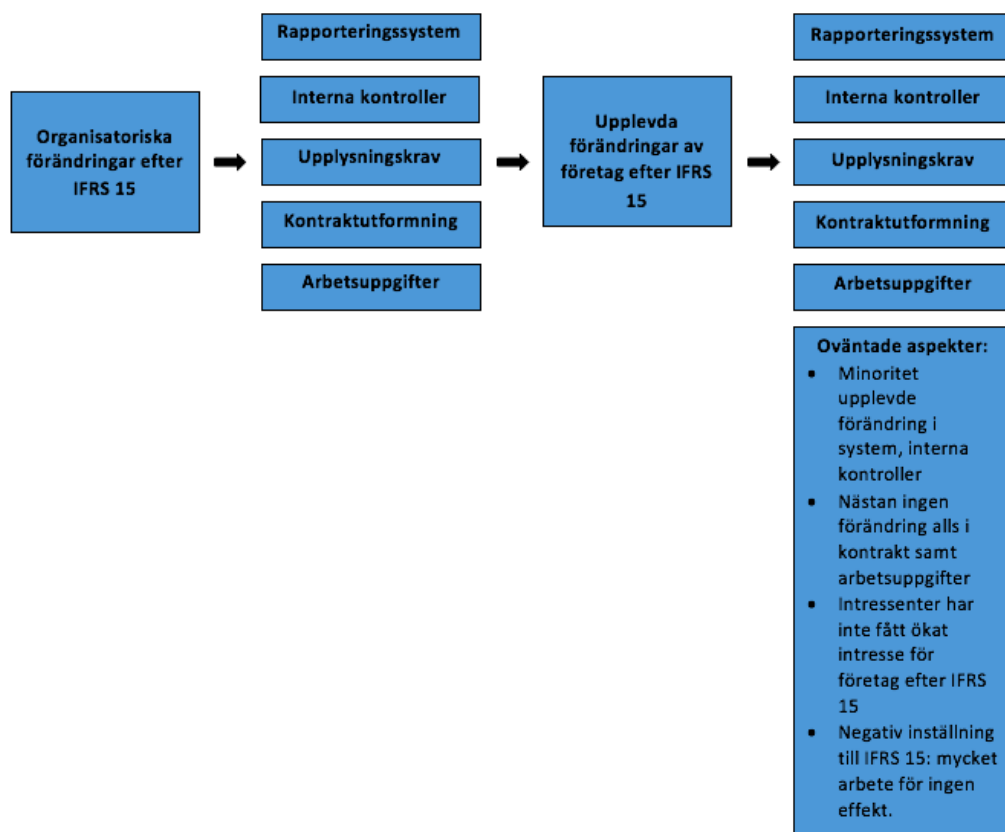 Organisatoriska
förändringar efter
IFRS 15
Rapporteringssystem
Interna kontroller
Upplysningskrav
Kontraktutformning
Arbetsuppgifter
Upplevda
förändringar av
företag efter IFRS
15
Rapporteringssystem
Interna kontroller
Upplysningskrav
Kontraktutformning
Arbetsuppgifter
Oväntade aspekter:
• Minoritet
upplevde
förändring i
system, interna
kontroller
• Nästan ingen
förändring alls i
kontrakt samt
arbetsuppgifter
• Intressenter har
inte fått ökat
intresse för
företag efter IFRS
15
• Negativ inställning
till IFRS 15: mycket
arbete för ingen
effekt.